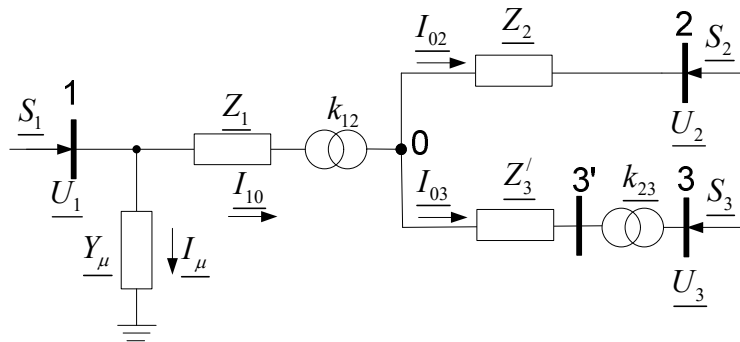 I02
Z2
2
S2
1
S1
Z1
k12
0
U2
U1
I10
I03
Z3/
3'
k23
3
S3
Yμ
Iμ
U3